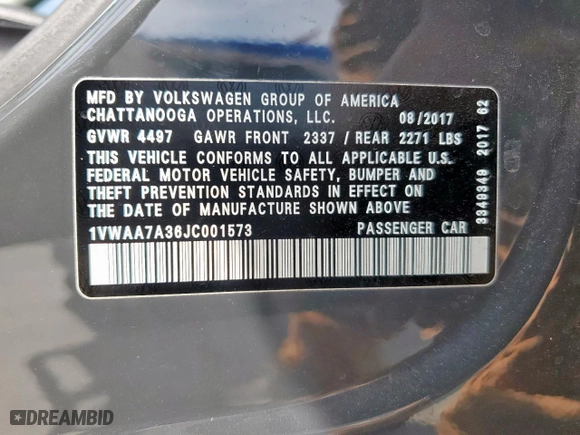 MFD BY VOLKSWAGEN GROUP OF AMERICA
CHATTANOOGA OPERATIONS, LLC. 08/2017
GVWR 4497 GAWR FRONT 2337 / REAR 2271 LBS
THIS VEHICLE CONFORMS TO ALL APPLICABLE U.S.
FEDERAL MOTOR VEHICLE SAFETY, BUMPER AND
THEFT PREVENTION STANDARDS IN EFFECT ON
THE DATE OF MANUFACTURE SHOWN ABOVE
1VWAA7A36JC001573 PASSENGER CAR
3349349 2017 62
DREAMBID